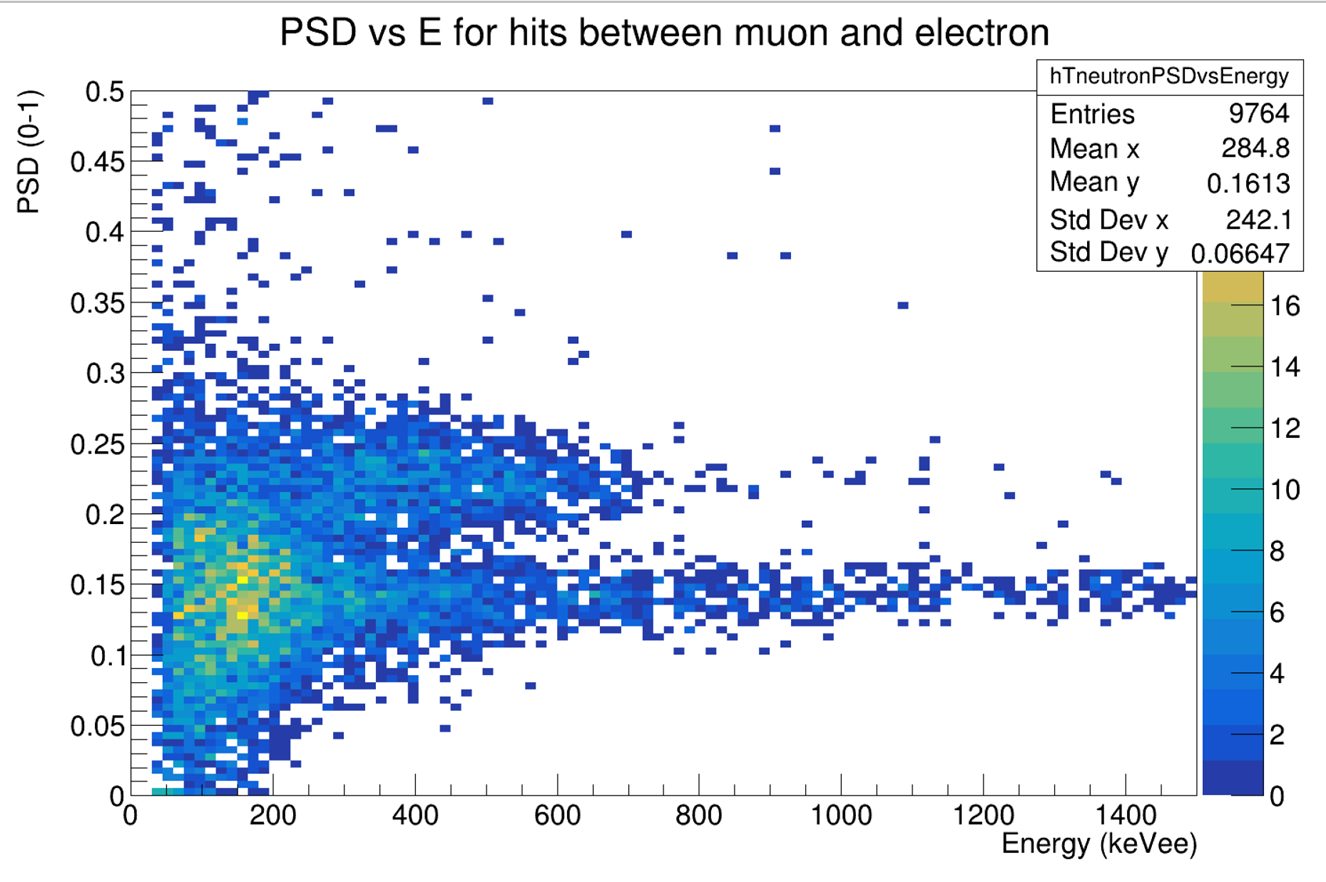 PSD vs E for hits between muon and electron
hTneutronPSDvsEnergy
Entries 9764
Mean x 284.8
Mean y 0.1613
Std Dev x 242.1
Std Dev y 0.06647
PSD (0-1)
0.5
0.45
0.4
0.35
0.3
0.25
0.2
0.15
0.1
0.05
0
16
14
12
10
8
6
4
2
0
0 200 400 600 800 1000 1200 1400
Energy (keVee)